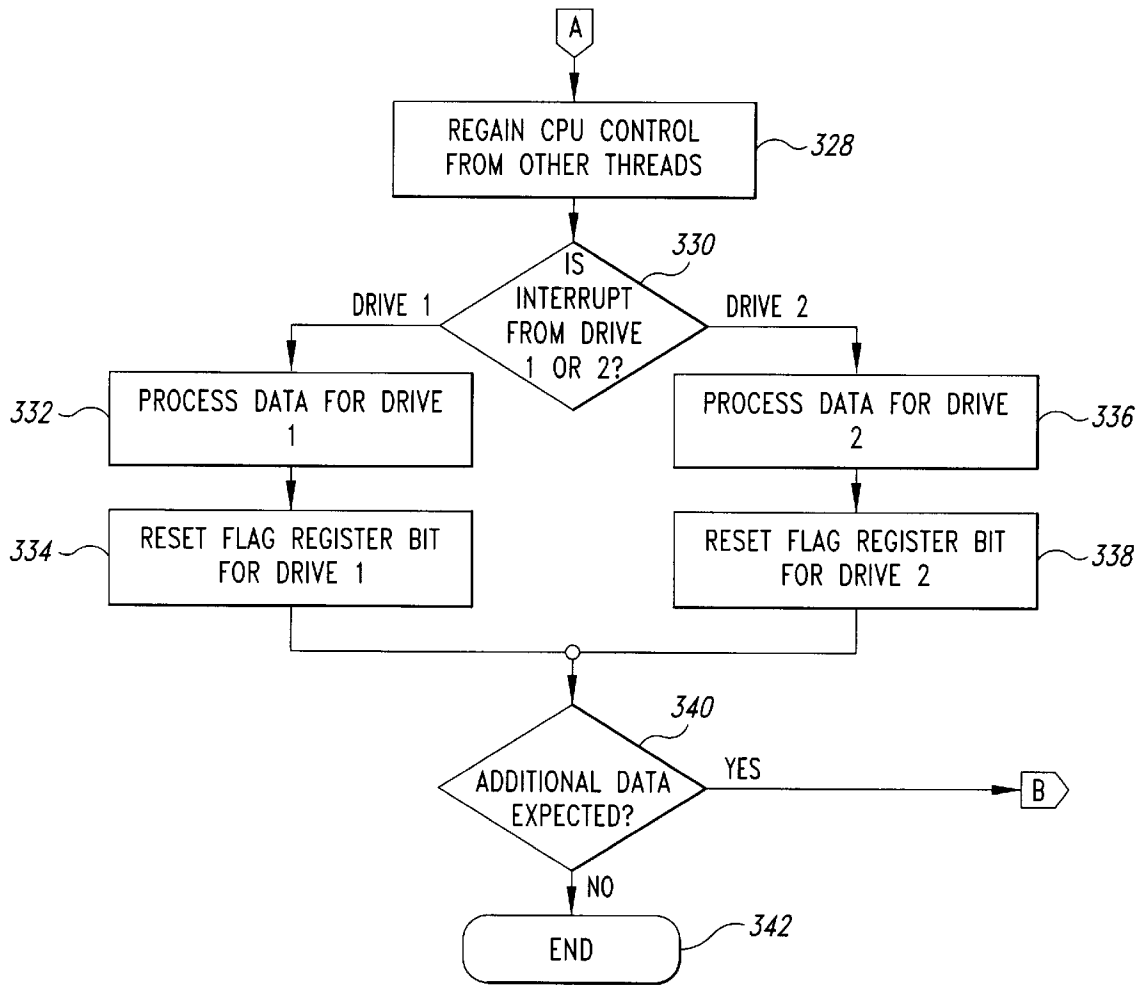 A
REGAIN CPU CONTROL
FROM OTHER THREADS
328
IS
INTERRUPT
FROM DRIVE
1 OR 2?
330
DRIVE 1
DRIVE 2
PROCESS DATA FOR DRIVE
1
332
PROCESS DATA FOR DRIVE
2
336
RESET FLAG REGISTER BIT
FOR DRIVE 1
334
RESET FLAG REGISTER BIT
FOR DRIVE 2
338
340
ADDITIONAL DATA
EXPECTED?
YES
B
NO
END
342